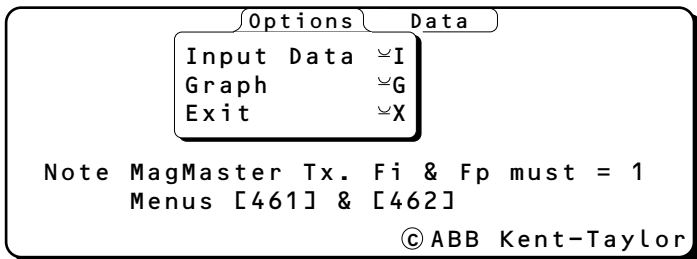 Options Data
Input Data ⩊I
Graph ⩊G
Exit ⩊X
Note MagMaster Tx. Fi & Fp must = 1
Menus [461] & [462]
© ABB Kent-Taylor